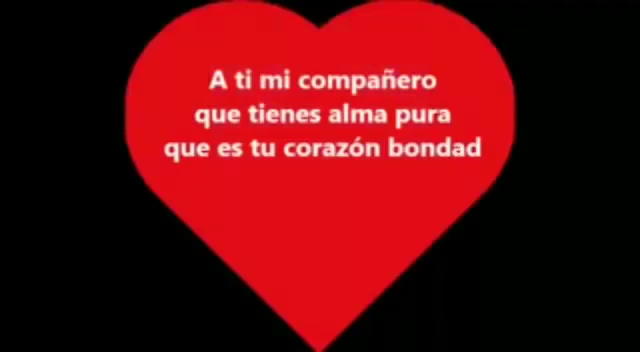 A ti mi compañero
que tienes alma pura
que es tu corazón bondad